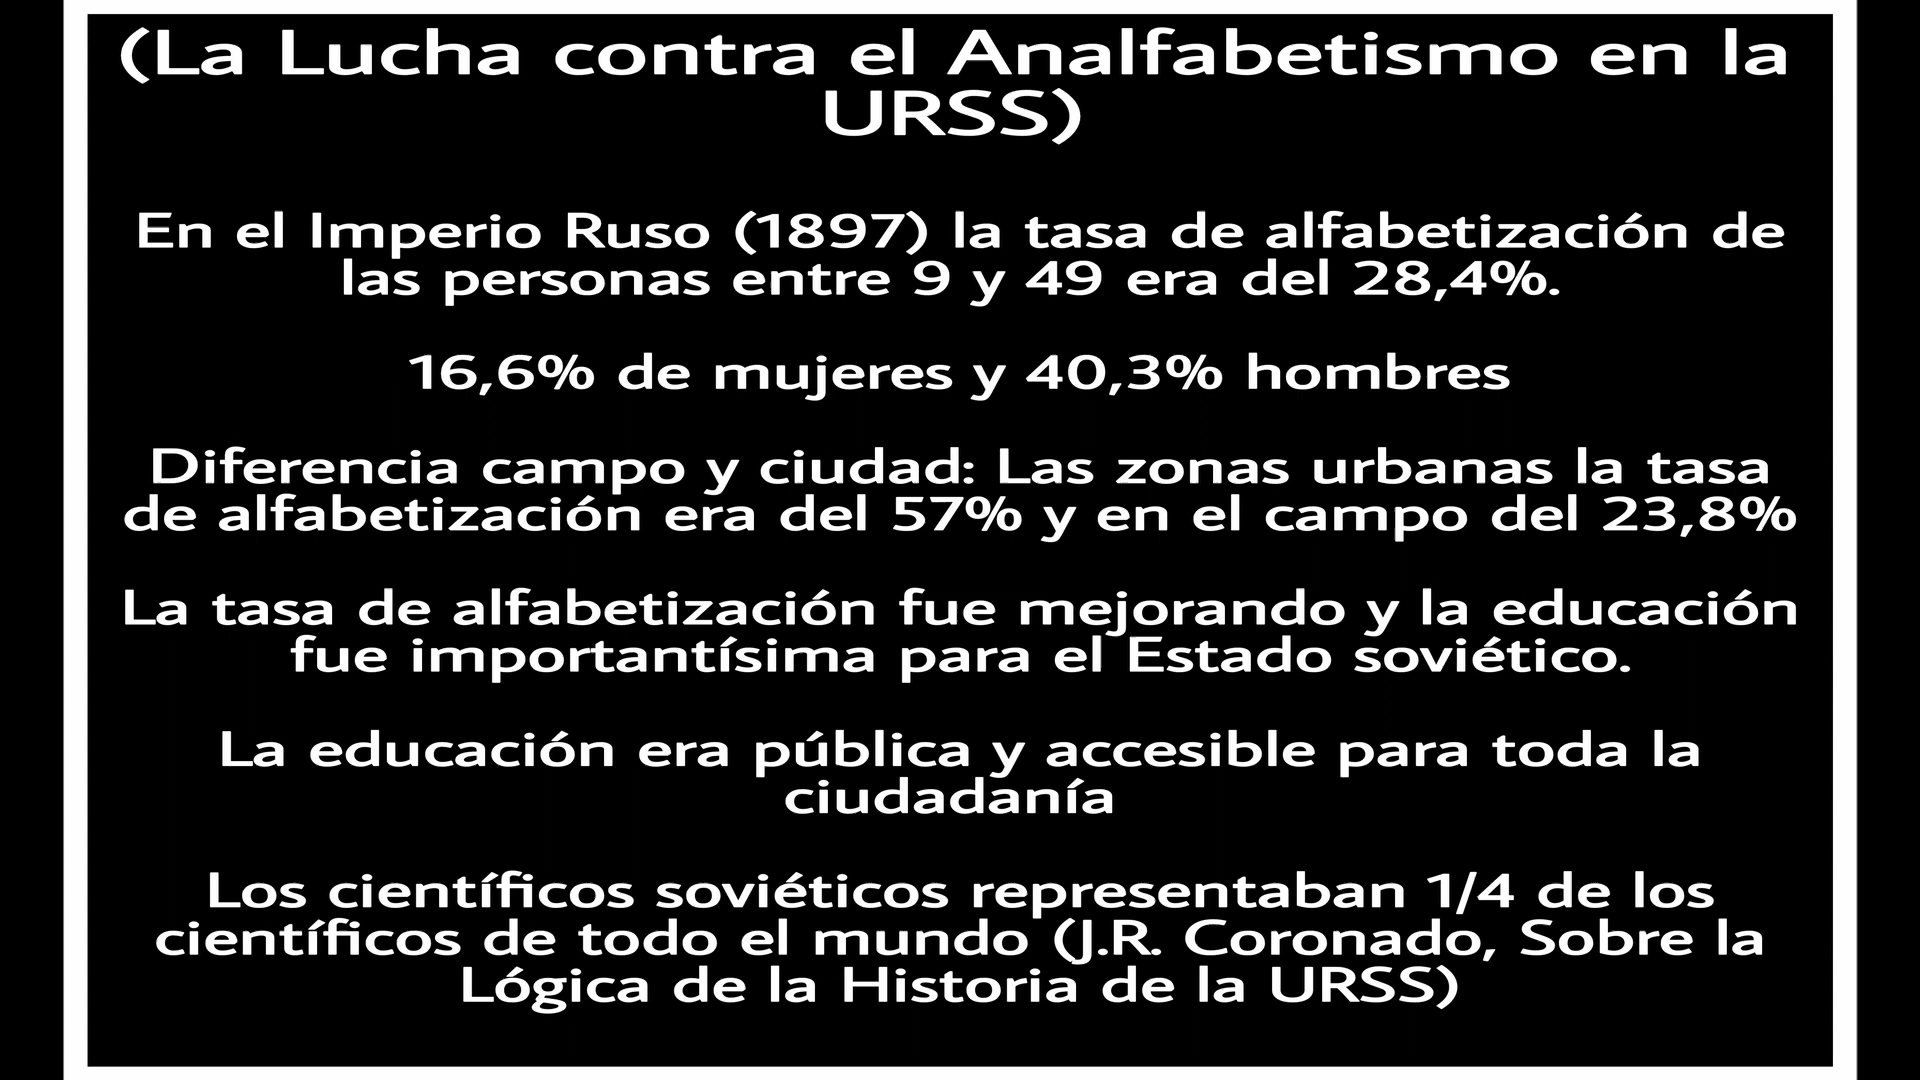 (La Lucha contra el Analfabetismo en la
URSS)
En el Imperio Ruso (1897) la tasa de alfabetización de
las personas entre 9 y 49 era del 28,4%.
16,6% de mujeres y 40,3% hombres
Diferencia campo y ciudad: Las zonas urbanas la tasa
de alfabetización era del 57% y en el campo del 23,8%
La tasa de alfabetización fue mejorando y la educación
fue importantísima para el Estado soviético.
La educación era pública y accesible para toda la
ciudadanía
Los científicos soviéticos representaban 1/4 de los
científicos de todo el mundo (J.R. Coronado, Sobre la
Lógica de la Historia de la URSS)